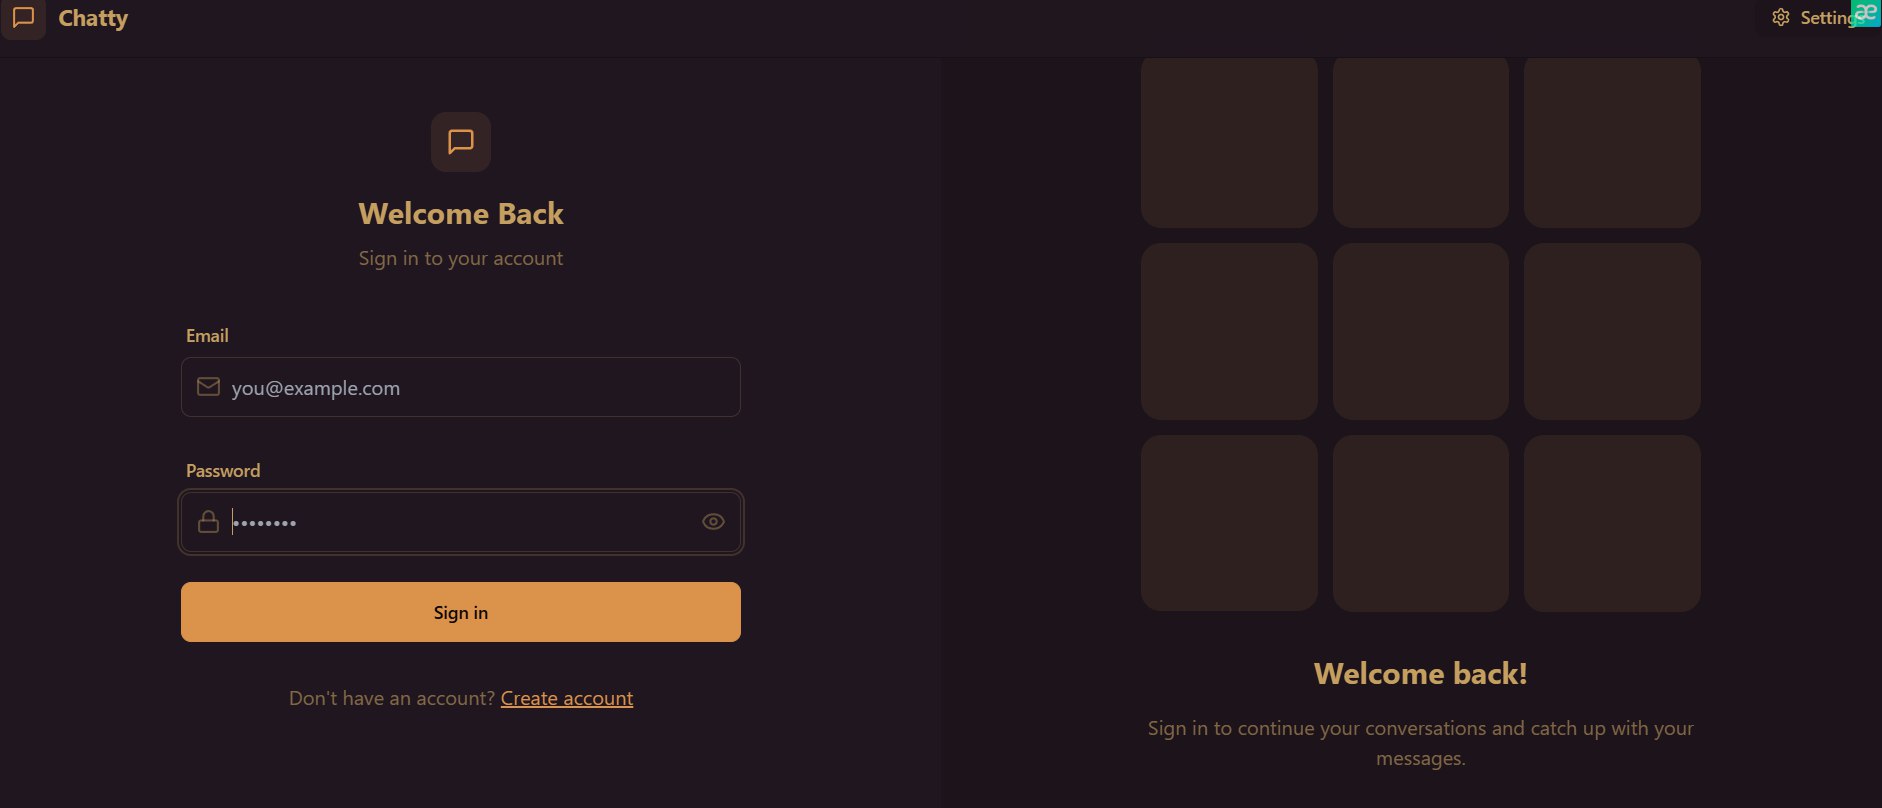 Chatty
Settings
Welcome Back
Sign in to your account
Email
you@example.com
Password
••••••••
Sign in
Don't have an account? Create account
Welcome back!
Sign in to continue your conversations and catch up with your
messages.